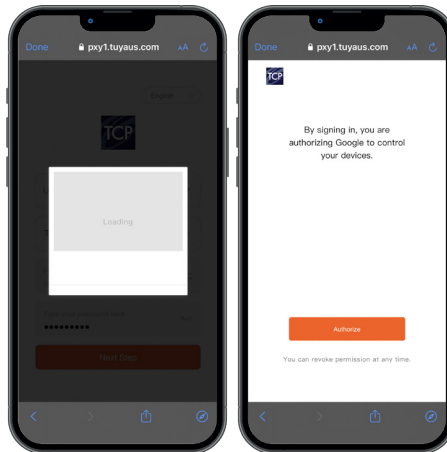 Done
pxy1.tuyaus.com
AA
English
TCP
Loading
Next Step
Done
pxy1.tuyaus.com
AA
TCP
By signing in, you are
authorizing Google to control
your devices.
Authorize
You can revoke permission at any time.